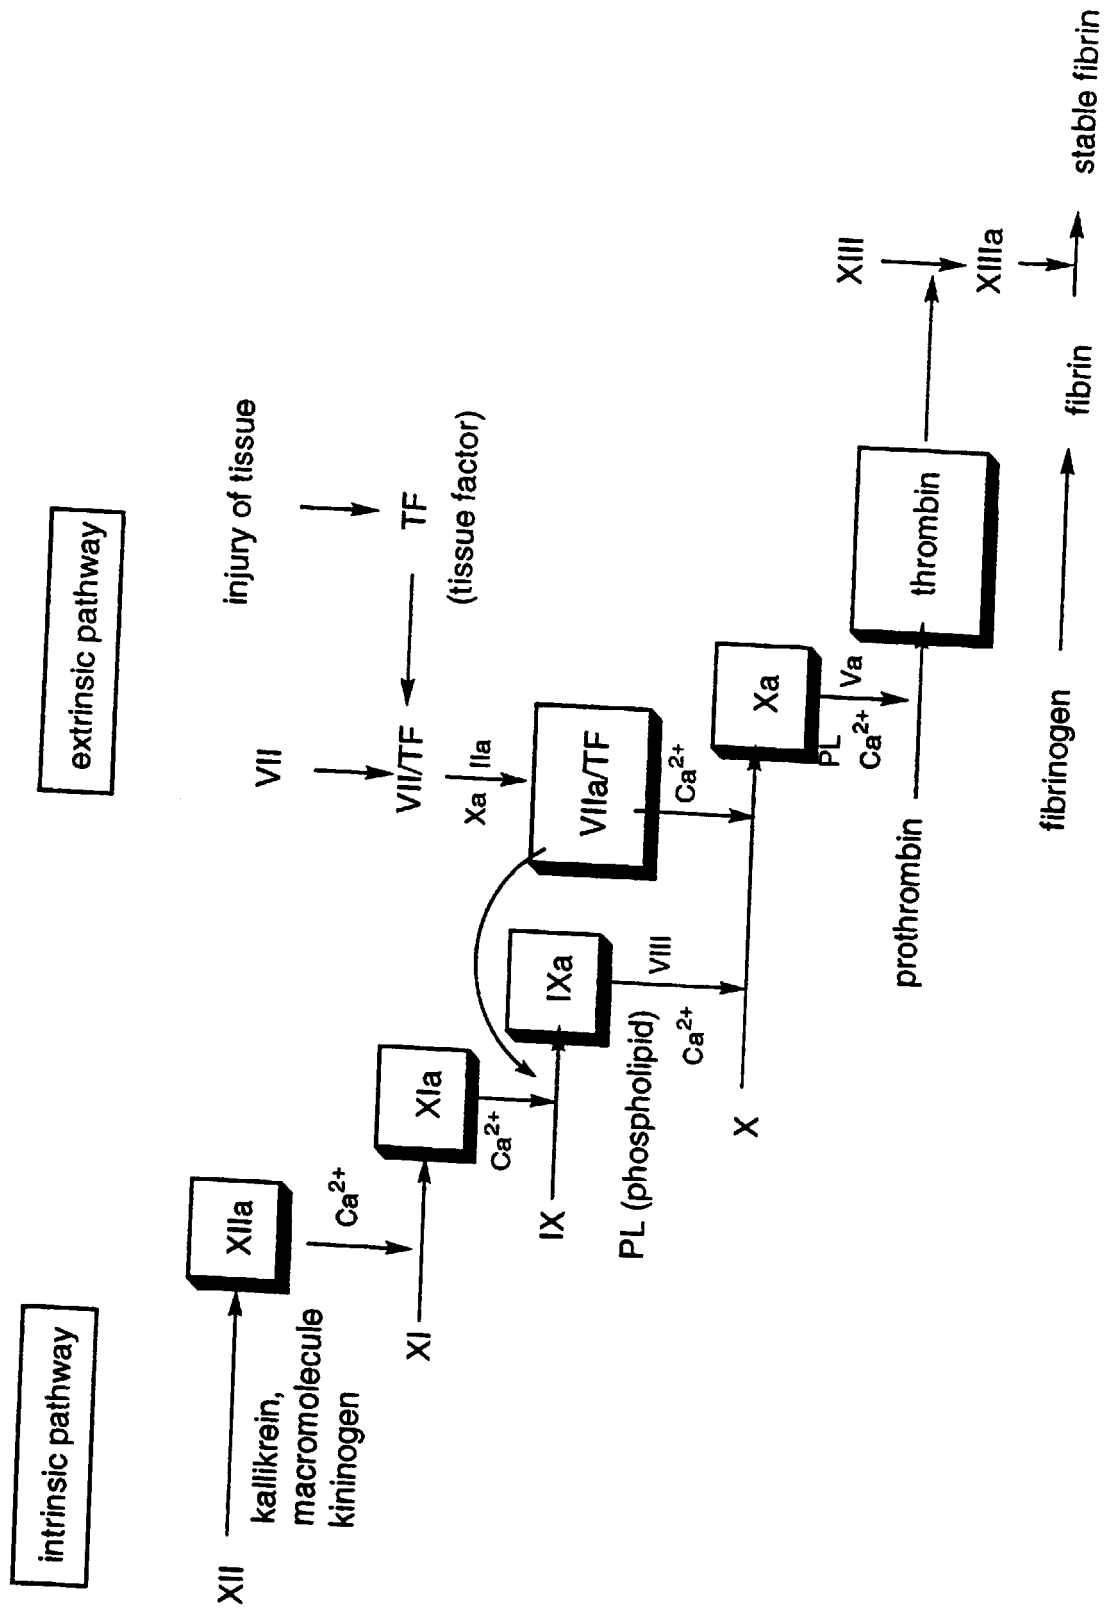 intrinsic pathway
extrinsic pathway
XII
XIIa
kallikrein,
macromolecule
kininogen
Ca2+
XI
XIa
Ca2+
IX
IXa
PL (phospholipid)
VIII
Ca2+
VII
injury of tissue
TF
(tissue factor)
VII/TF
Xa
IIa
VIIa/TF
Ca2+
X
Xa
PL
Va
Ca2+
prothrombin
thrombin
XIII
XIIIa
fibrinogen
fibrin
stable fibrin